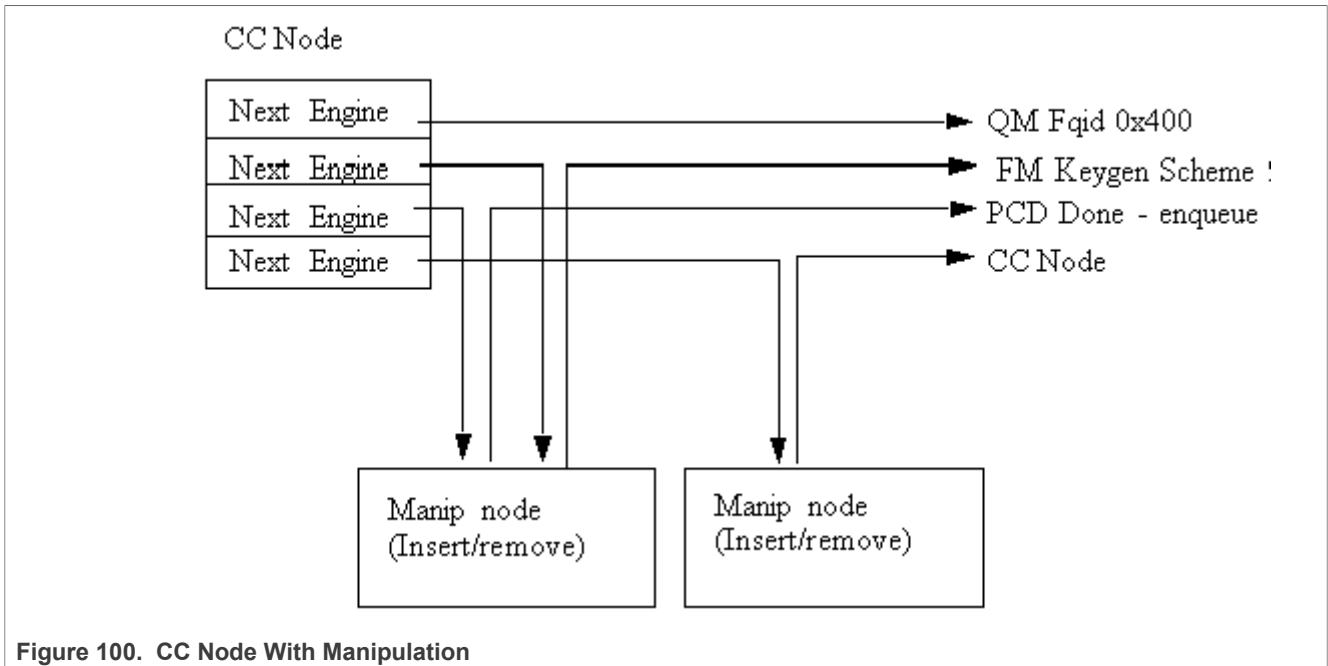 CC Node
Next Engine
QM Fqid 0x400
Next Engine
FM Keygen Scheme
Next Engine
PCD Done - enqueue
Next Engine
CC Node
Manip node
(Insert/remove)
Manip node
(Insert/remove)
Figure 100. CC Node With Manipulation